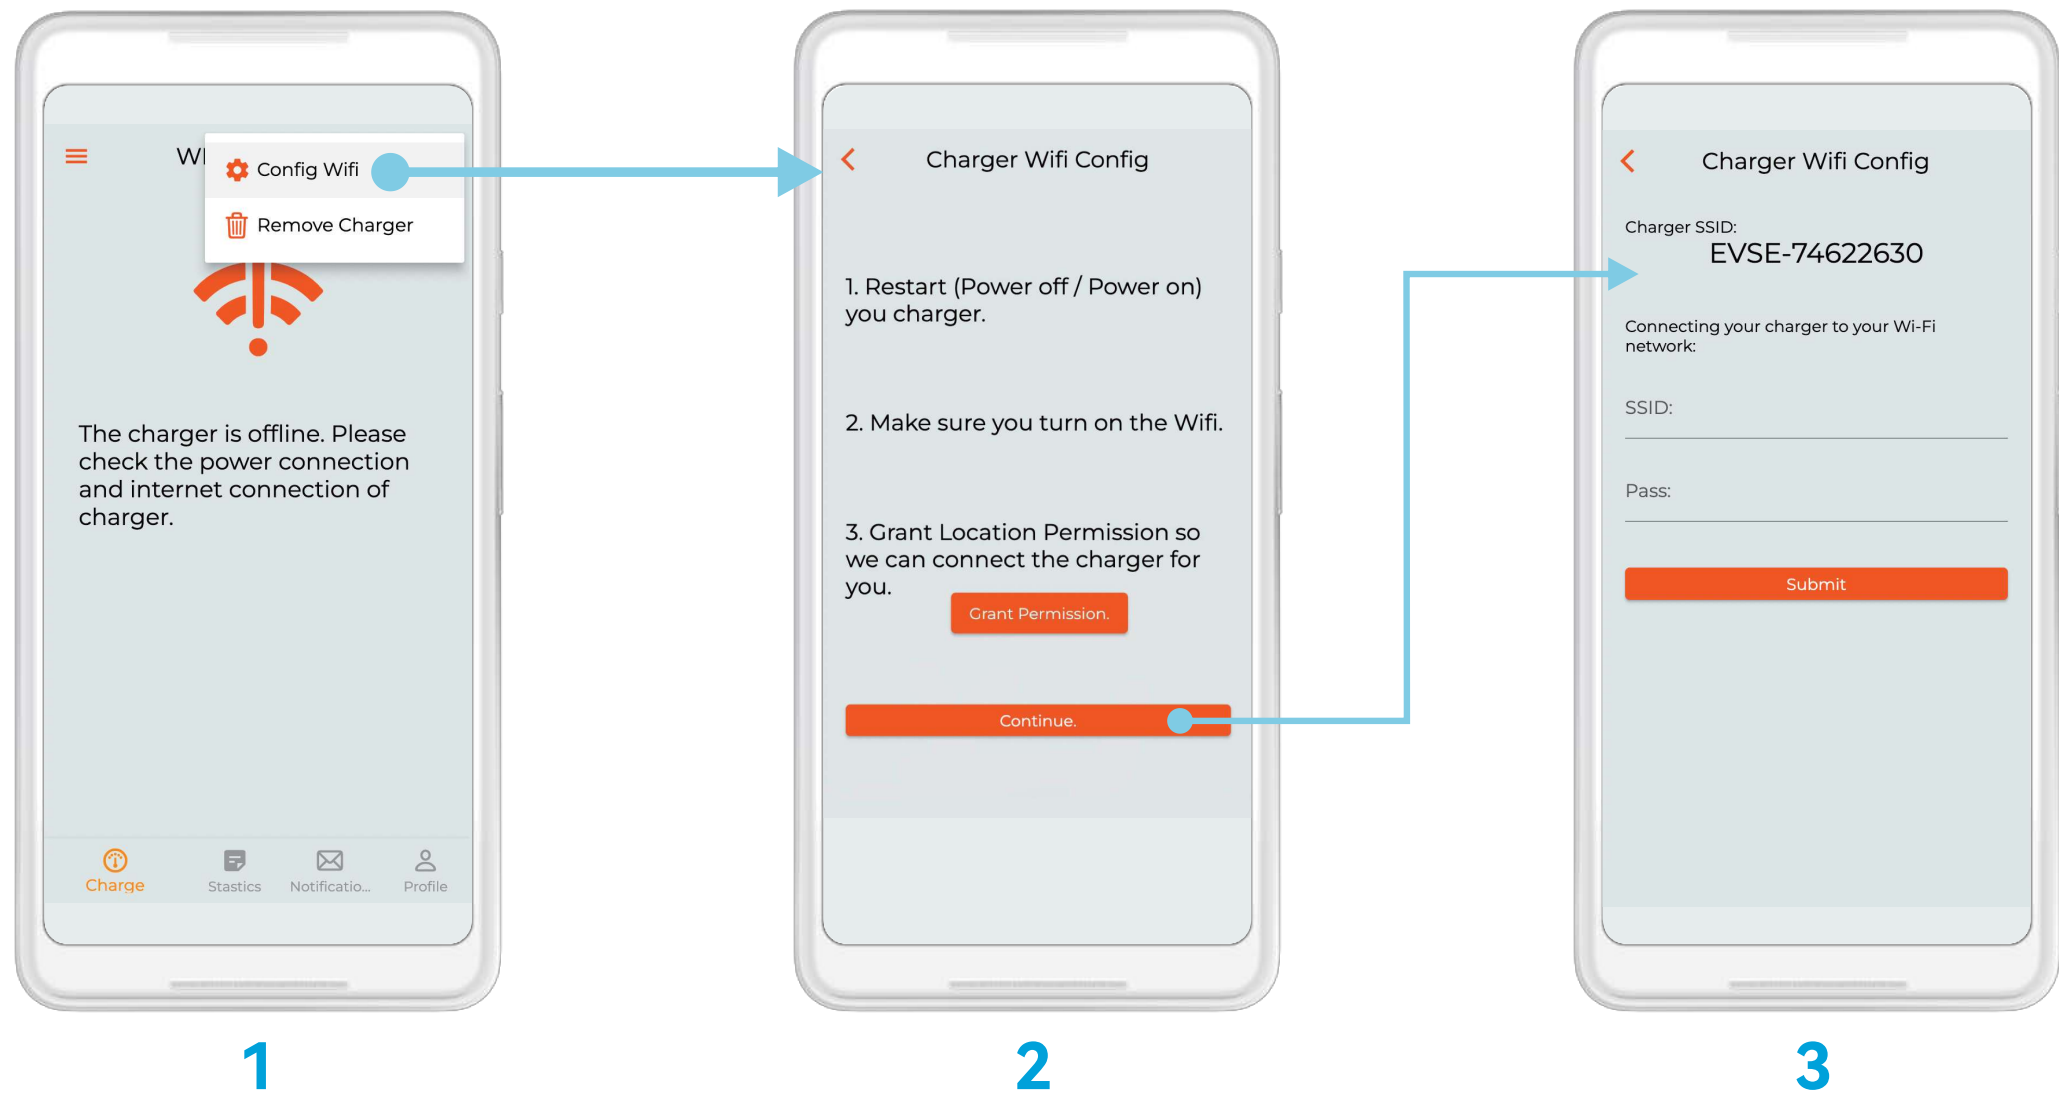 Config Wifi
Remove Charger
The charger is offline. Please
check the power connection
and internet connection of
charger.
Charge
Stastics
Notificatio...
Profile
1
Charger Wifi Config
1. Restart (Power off / Power on)
you charger.
2. Make sure you turn on the Wifi.
3. Grant Location Permission so
we can connect the charger for
you.
Grant Permission.
Continue.
2
Charger Wifi Config
Charger SSID:
EVSE-74622630
Connecting your charger to your Wi-Fi
network:
SSID:
Pass:
Submit
3